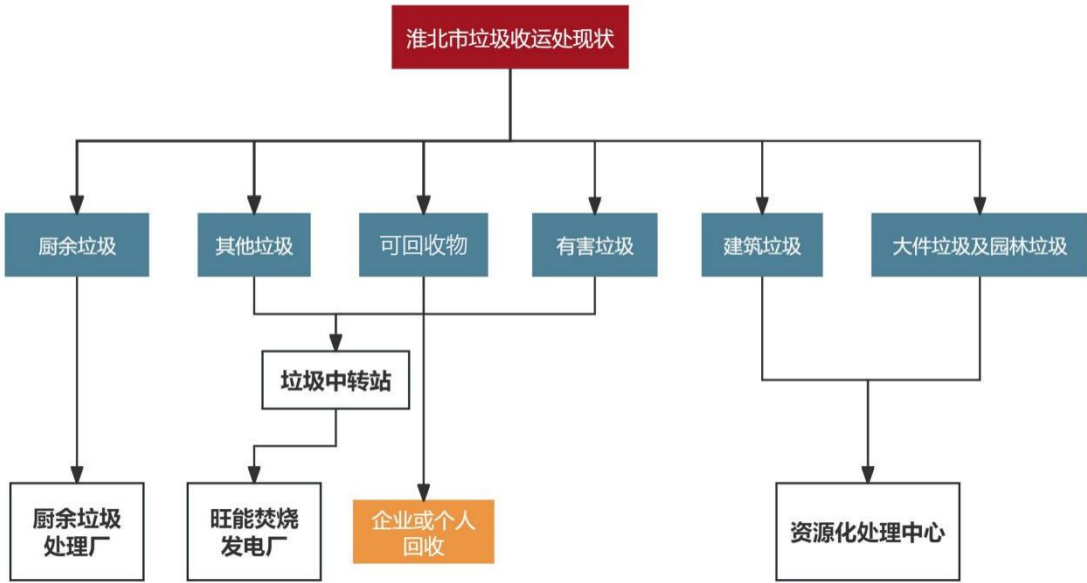 淮北市垃圾收运处现状
厨余垃圾
其他垃圾
可回收物
有害垃圾
建筑垃圾
大件垃圾及园林垃圾
垃圾中转站
厨余垃圾
处理厂
旺能焚烧
发电厂
企业或个人
回收
资源化处理中心